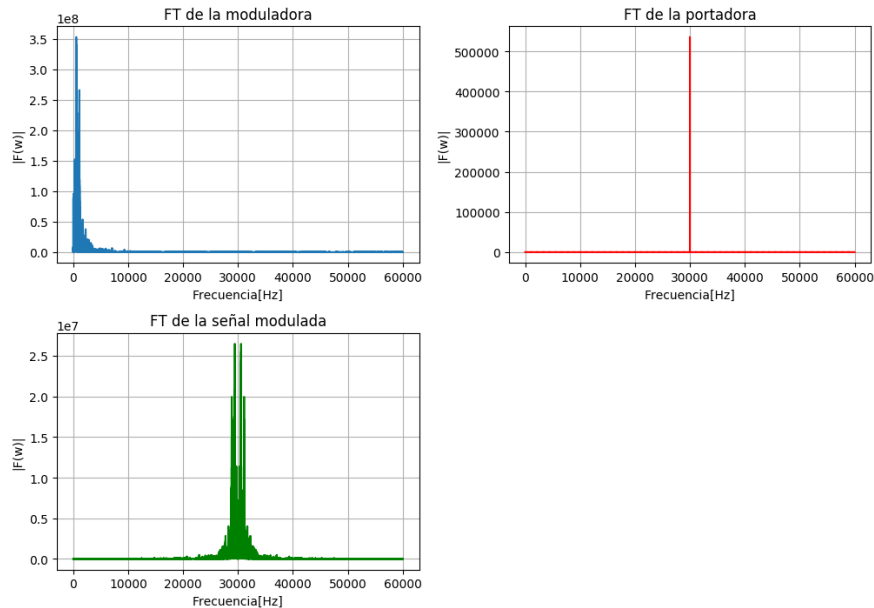 FT de la moduladora
1e8
3.5
3.0
2.5
2.0
1.5
1.0
0.5
0.0
|F(w)|
0 10000 20000 30000 40000 50000 60000
Frecuencia[Hz]
FT de la portadora
500000
400000
300000
200000
100000
0
|F(w)|
0 10000 20000 30000 40000 50000 60000
Frecuencia[Hz]
FT de la señal modulada
1e7
2.5
2.0
1.5
1.0
0.5
0.0
|F(w)|
0 10000 20000 30000 40000 50000 60000
Frecuencia[Hz]